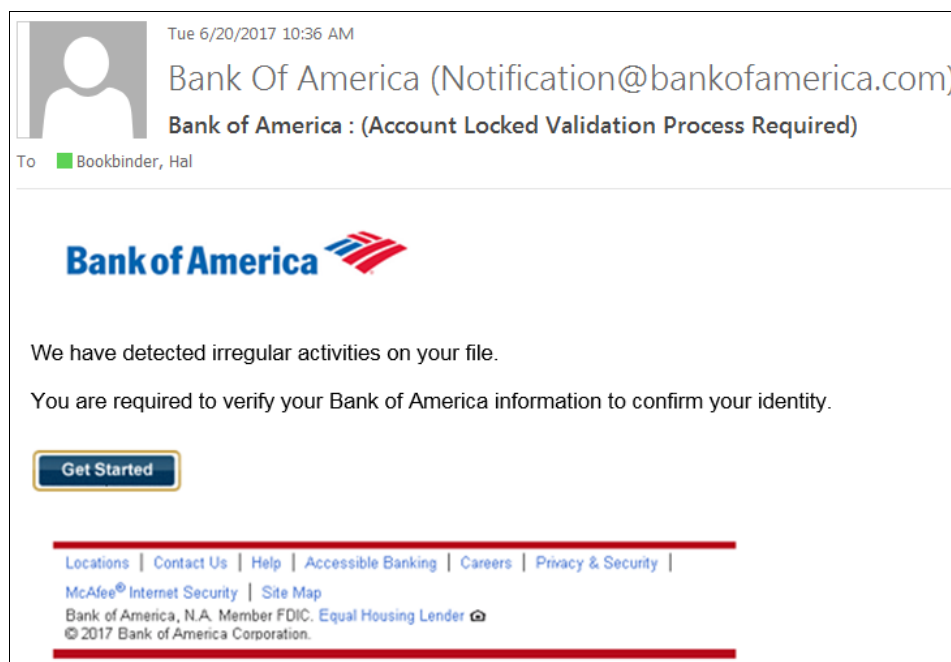 Tue 6/20/2017 10:36 AM
Bank Of America (Notification@bankofamerica.com)
Bank of America : (Account Locked Validation Process Required)
To Bookbinder, Hal
Bank of America
We have detected irregular activities on your file.
You are required to verify your Bank of America information to confirm your identity.
Get Started
Locations | Contact Us | Help | Accessible Banking | Careers | Privacy & Security |
McAfee® Internet Security | Site Map
Bank of America, N.A. Member FDIC. Equal Housing Lender
© 2017 Bank of America Corporation.